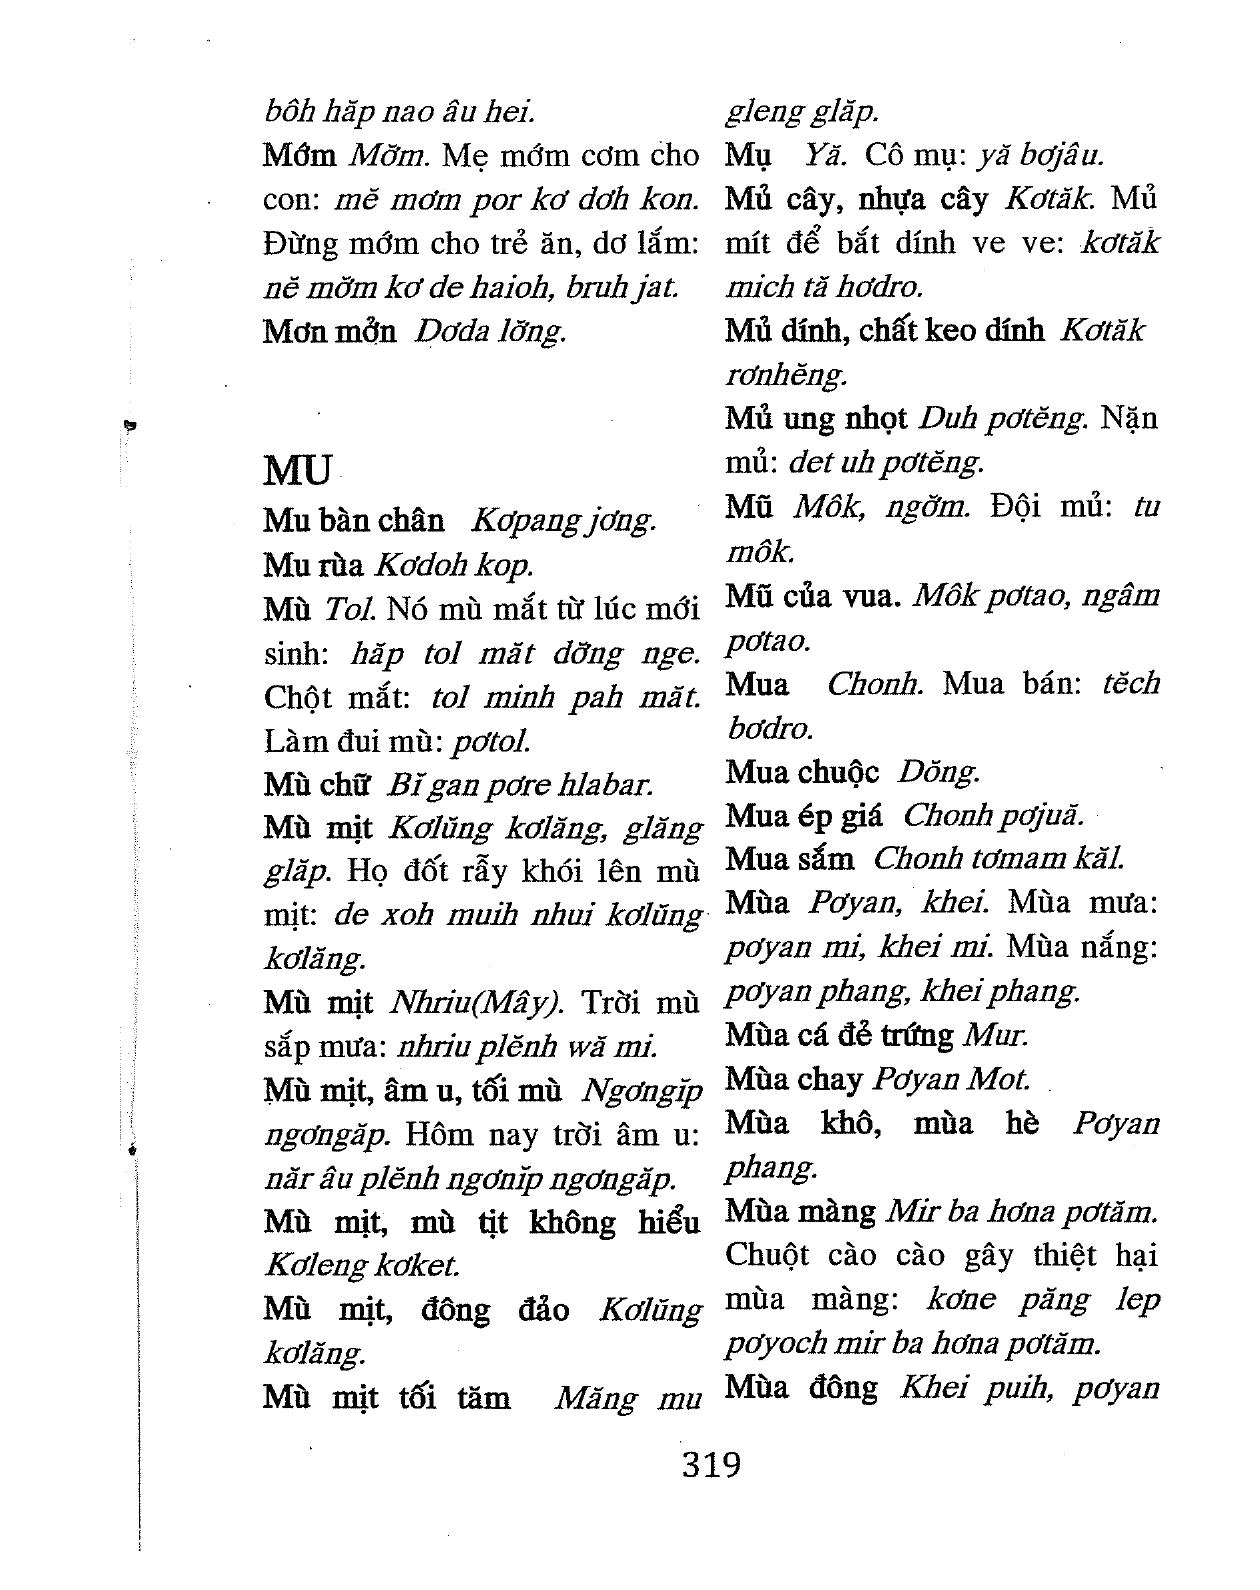 bôh hăp nao âu hei.
Mớm Mơ̆m. Mẹ mớm cơm cho
con: mĕ mơm por kơ dơh kon.
Đừng mớm cho trẻ ăn, dơ lắm:
nĕ mơ̆m kơ de haioh, bruh jat.
Mơn mởn Dơda lơ̆ng.
MU
Mu bàn chân Kơpang jơng.
Mu rùa Kơdoh kop.
Mù Tol. Nó mù mắt từ lúc mới
sinh: hăp tol măt dơ̆ng nge.
Chột mắt: tol minh pah măt.
Làm đui mù: pơtol.
Mù chữ Bĭ gan pơre hlabar.
Mù mịt Kơlŭng kơlăng, glăng
glăp. Họ đốt rẫy khói lên mù
mịt: de xoh muih nhui kơlŭng
kơlăng.
Mù mịt Nhriu(Mây). Trời mù
sắp mưa: nhriu plĕnh wă mi.
Mù mịt, âm u, tối mù Ngơngĭp
ngơngăp. Hôm nay trời âm u:
năr âu plĕnh ngơnĭp ngơngăp.
Mù mịt, mù tịt không hiểu
Kơleng kơket.
Mù mịt, đông đảo Kơlŭng
kơlăng.
Mù mịt tối tăm Măng mu
gleng glăp.
Mụ Yă. Cô mụ: yă bơjâu.
Mủ cây, nhựa cây Kơtăk. Mủ
mít để bắt dính ve ve: kơtăk
mich tă hơdro.
Mủ dính, chất keo dính Kơtăk
rơnhĕng.
Mủ ung nhọt Duh pơtĕng. Nặn
mủ: det uh pơtĕng.
Mũ Môk, ngơ̆m. Đội mủ: tu
môk.
Mũ của vua. Môk pơtao, ngâm
pơtao.
Mua Chonh. Mua bán: tĕch
bơdro.
Mua chuộc Dŏng.
Mua ép giá Chonh pơjuă.
Mua sắm Chonh tơmam kăl.
Mùa Pơyan, khei. Mùa mưa:
pơyan mi, khei mi. Mùa nắng:
pơyan phang, khei phang.
Mùa cá đẻ trứng Mur.
Mùa chay Pơyan Mot.
Mùa khô, mùa hè Pơyan
phang.
Mùa màng Mir ba hơna pơtăm.
Chuột cào cào gây thiệt hại
mùa màng: kơne păng lep
pơyoch mir ba hơna pơtăm.
Mùa đông Khei puih, pơyan
319